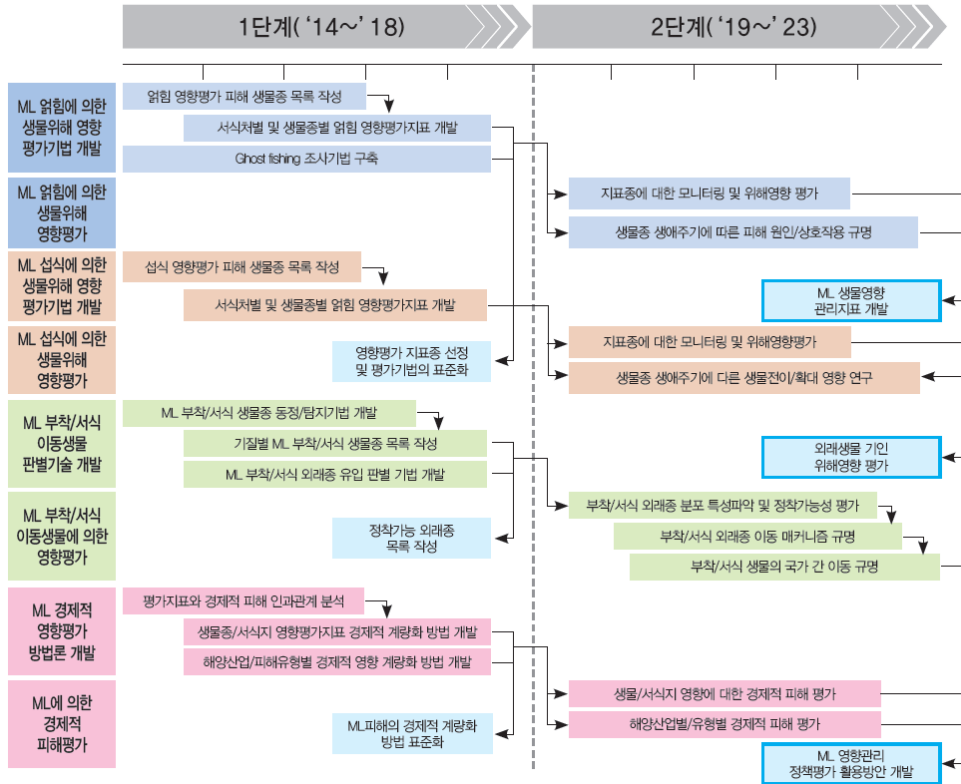 1단계( ‘14～’ 18)
2단계( ‘19～’ 23)
ML 얽힘에 의한
생물위해 영향
평가기법 개발
얽힘 영향평가 피해 생물종 목록 작성
서식처별 및 생물종별 얽힘 영향평가지표 개발
Ghost fishing 조사기법 구축
ML 얽힘에 의한
생물위해
영향평가
지표종에 대한 모니터링 및 위해영향 평가
생물종 생애주기에 따른 피해 원인/상호작용 규명
ML 섭식에 의한
생물위해 영향
평가기법 개발
섭식 영향평가 피해 생물종 목록 작성
서식처별 및 생물종별 얽힘 영향평가지표 개발
ML 생물영향
관리지표 개발
ML 섭식에 의한
생물위해
영향평가
영향평가 지표종 선정
및 평가기법의 표준화
지표종에 대한 모니터링 및 위해영향평가
생물종 생애주기에 다른 생물전이/확대 영향 연구
ML 부착/서식
이동생물
판별기술 개발
ML 부착/서식 생물종 동정/탐지기법 개발
기질별 ML 부착/서식 생물종 목록 작성
ML 부착/서식 외래종 유입 판별 기법 개발
외래생물 기인
위해영향 평가
ML 부착/서식
이동생물에 의한
영향평가
정착가능 외래종
목록 작성
부착/서식 외래종 분포 특성파악 및 정착가능성 평가
부착/서식 외래종 이동 매커니즘 규명
부착/서식 생물의 국가 간 이동 규명
ML 경제적
영향평가
방법론 개발
평가지표와 경제적 피해 인과관계 분석
생물종/서식지 영향평가지표 경제적 계량화 방법 개발
해양산업/피해유형별 경제적 영향 계량화 방법 개발
ML에 의한
경제적
피해평가
ML피해의 경제적 계량화
방법 표준화
생물/서식지 영향에 대한 경제적 피해 평가
해양산업별/유형별 경제적 피해 평가
ML 영향관리
정책평가 활용방안 개발